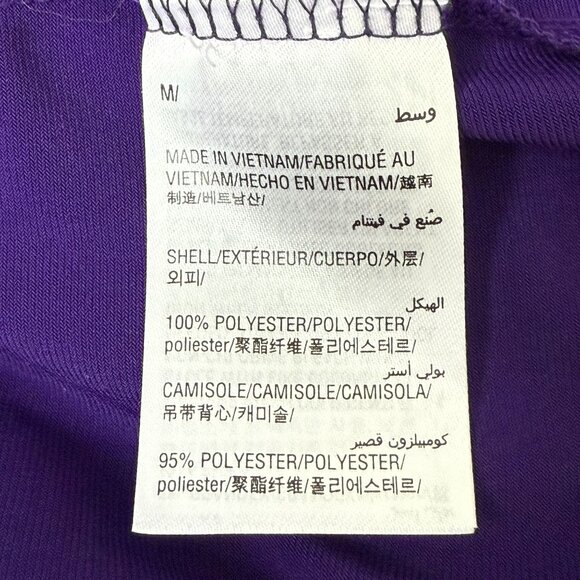 M/
وسط
MADE IN VIETNAM/FABRIQUÉ AU
VIETNAM/HECHO EN VIETNAM/越南
制造/베트남산/
صُنع في فيتنام
SHELL/EXTÉRIEUR/CUERPO/外层/
외피/
الهيكل
100% POLYESTER/POLYESTER/
poliester/聚酯纤维/폴리에스테르/
بولي أستر
CAMISOLE/CAMISOLE/CAMISOLA/
吊带背心/캐미솔/
كومبيلزون قصير
95% POLYESTER/POLYESTER/
poliester/聚酯纤维/폴리에스테르/